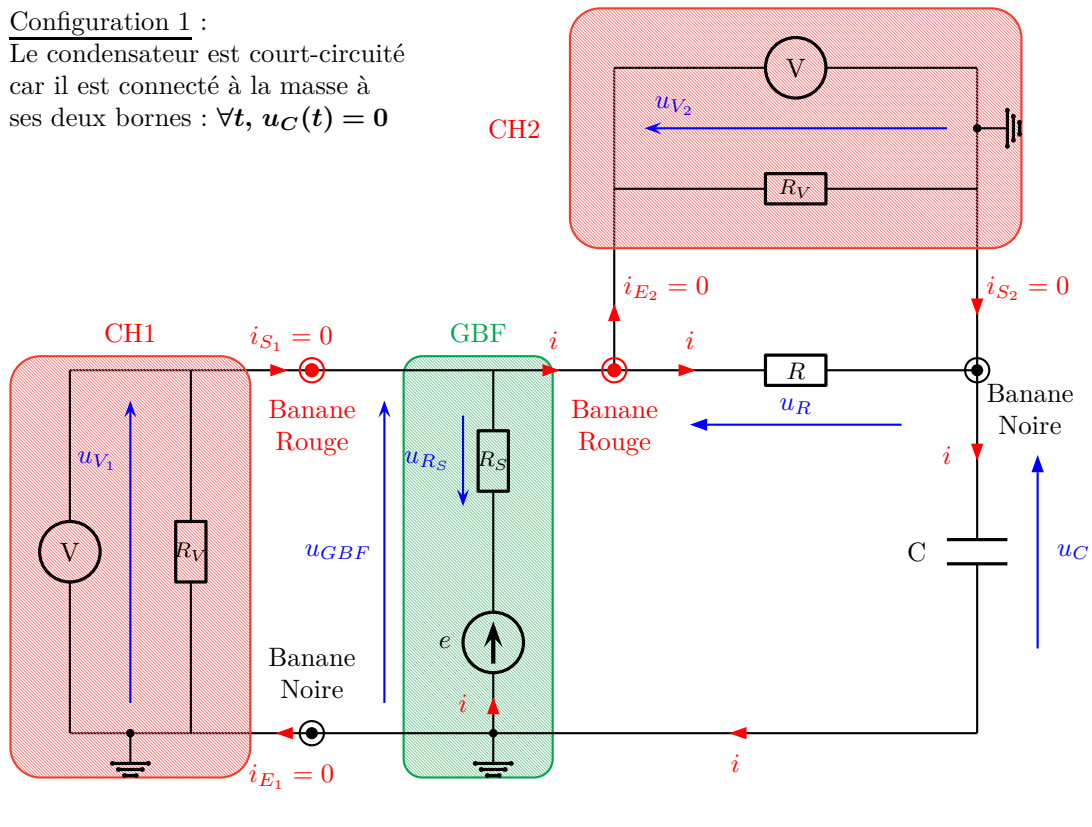 Configuration 1 :
Le condensateur est court-circuité
car il est connecté à la masse à
ses deux bornes : ∀t, u_C(t) = 0
V
u_{V_2}
CH2
R_V
i_{E_2} = 0
i_{S_2} = 0
CH1
i_{S_1} = 0
GBF
i
i
R
Banane
Rouge
Banane
Rouge
u_R
Banane
Noire
u_{V_1}
u_{R_S}
R_S
i
V
R_V
u_{GBF}
C
u_C
e
Banane
Noire
i
i_{E_1} = 0
i